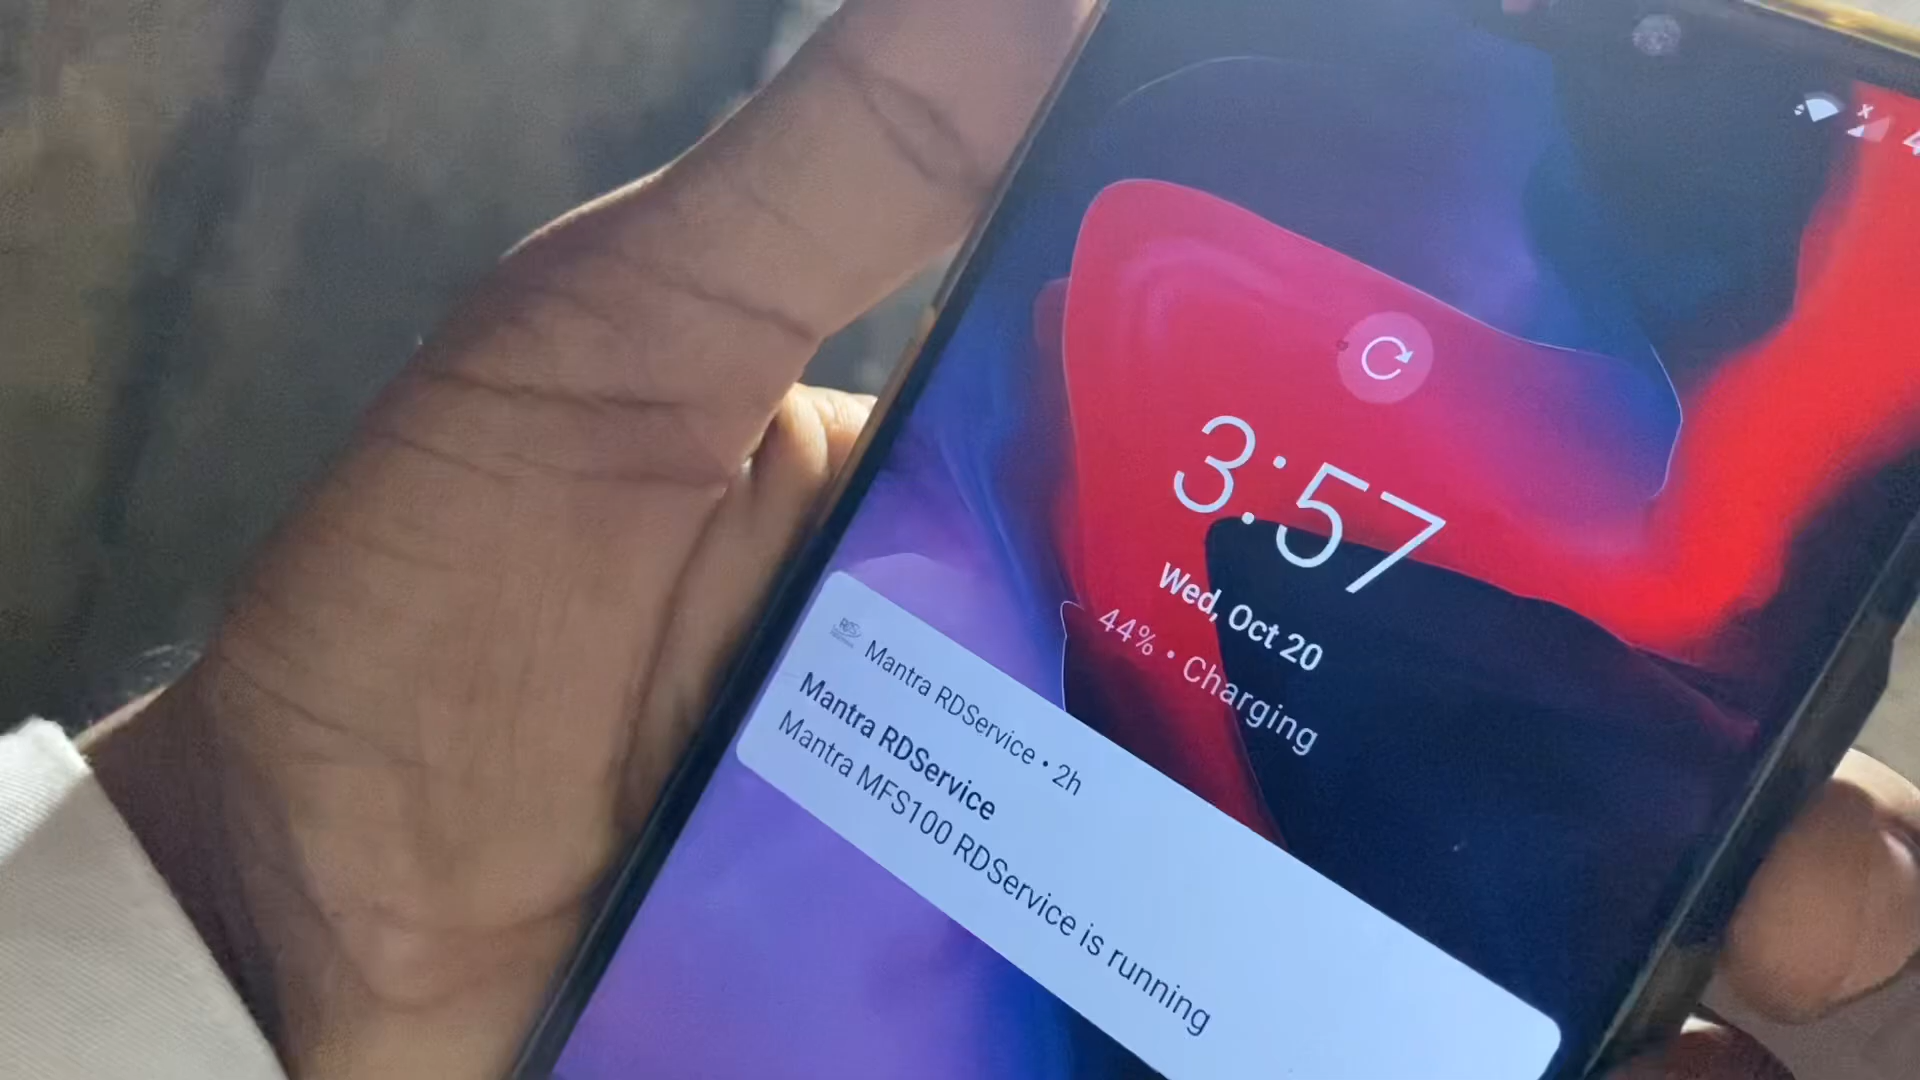 3:57
Wed, Oct 20
44% • Charging
Mantra RDService • 2h
Mantra RDService
Mantra MFS100 RDService is running